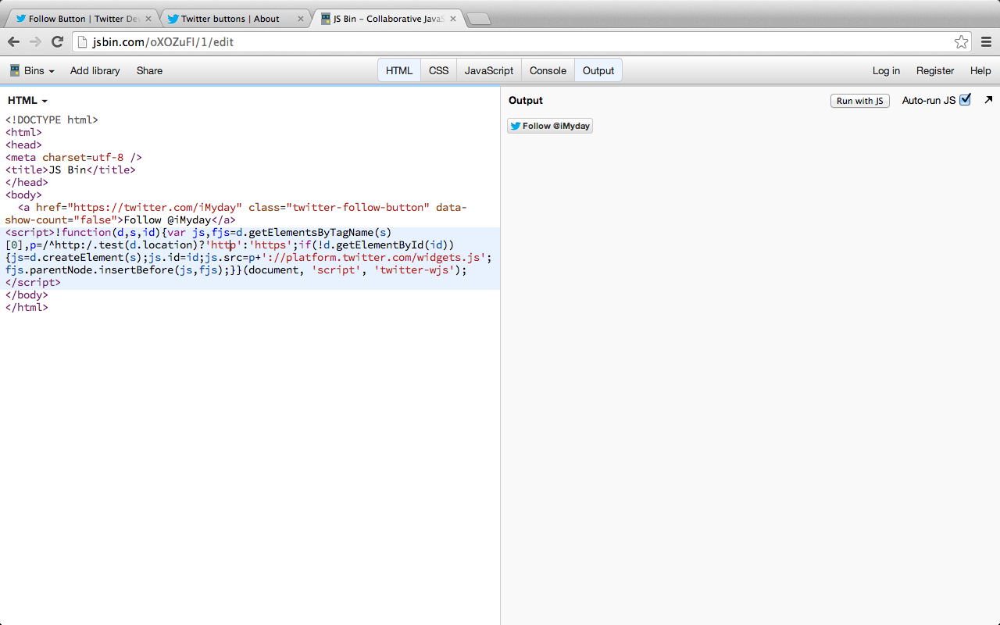 Follow Button | Twitter De
Twitter buttons | About
JS Bin - Collaborative JavaS
jsbin.com/oXOZuFI/1/edit
Bins
Add library
Share
HTML
CSS
JavaScript
Console
Output
Log in
Register
Help
HTML
<!DOCTYPE html>
<html>
<head>
<meta charset=utf-8 />
<title>JS Bin</title>
</head>
<body>
<a href="https://twitter.com/iMyday" class="twitter-follow-button" data-
show-count="false">Follow @iMyday</a>
<script>!function(d,s,id){var js,fjs=d.getElementsByTagName(s)
[0],p=/^http:/.test(d.location)?'http':'https';if(!d.getElementById(id))
{js=d.createElement(s);js.id=id;js.src=p+'://platform.twitter.com/widgets.js';
fjs.parentNode.insertBefore(js,fjs);}}(document, 'script', 'twitter-wjs');
</script>
</body>
</html>
Output
Run with JS
Auto-run JS
Follow @iMyday